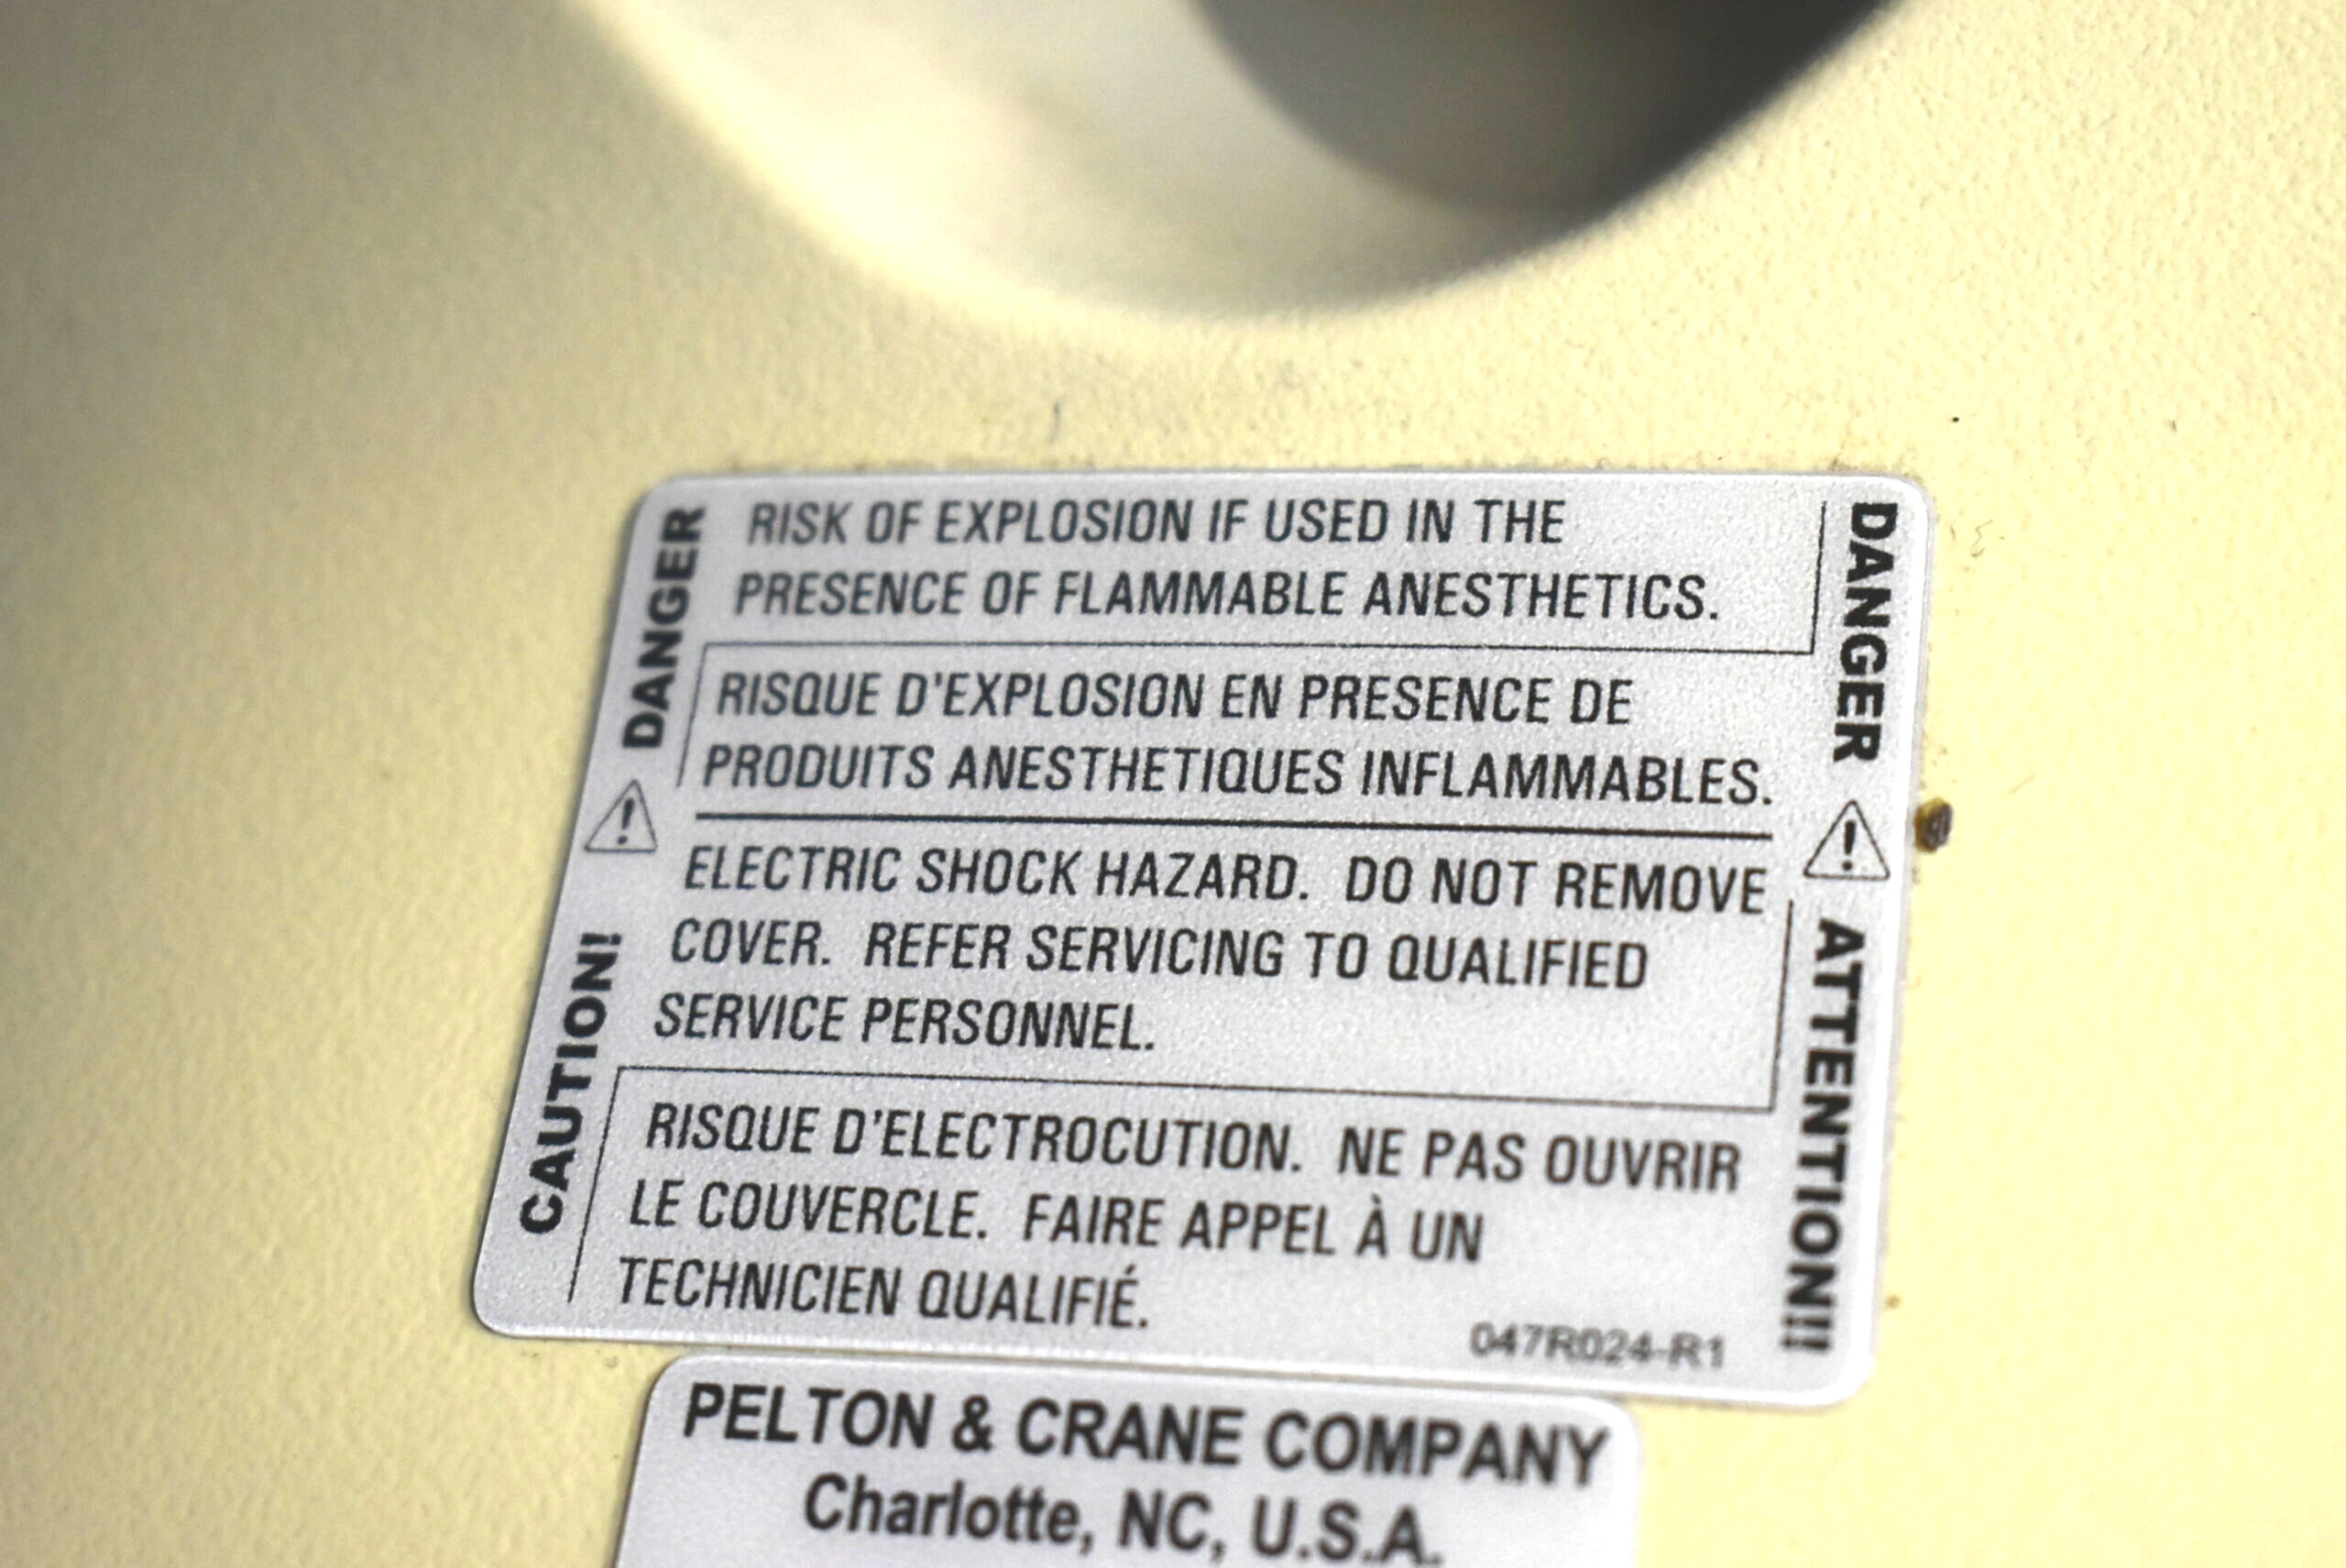 DANGER
RISK OF EXPLOSION IF USED IN THE
PRESENCE OF FLAMMABLE ANESTHETICS.
DANGER
RISQUE D'EXPLOSION EN PRESENCE DE
PRODUITS ANESTHETIQUES INFLAMMABLES.
CAUTION!
ELECTRIC SHOCK HAZARD. DO NOT REMOVE
COVER. REFER SERVICING TO QUALIFIED
SERVICE PERSONNEL.
ATTENTION!!
RISQUE D'ELECTROCUTION. NE PAS OUVRIR
LE COUVERCLE. FAIRE APPEL À UN
TECHNICIEN QUALIFIÉ.
047R024-R1
PELTON & CRANE COMPANY
Charlotte, NC, U.S.A.